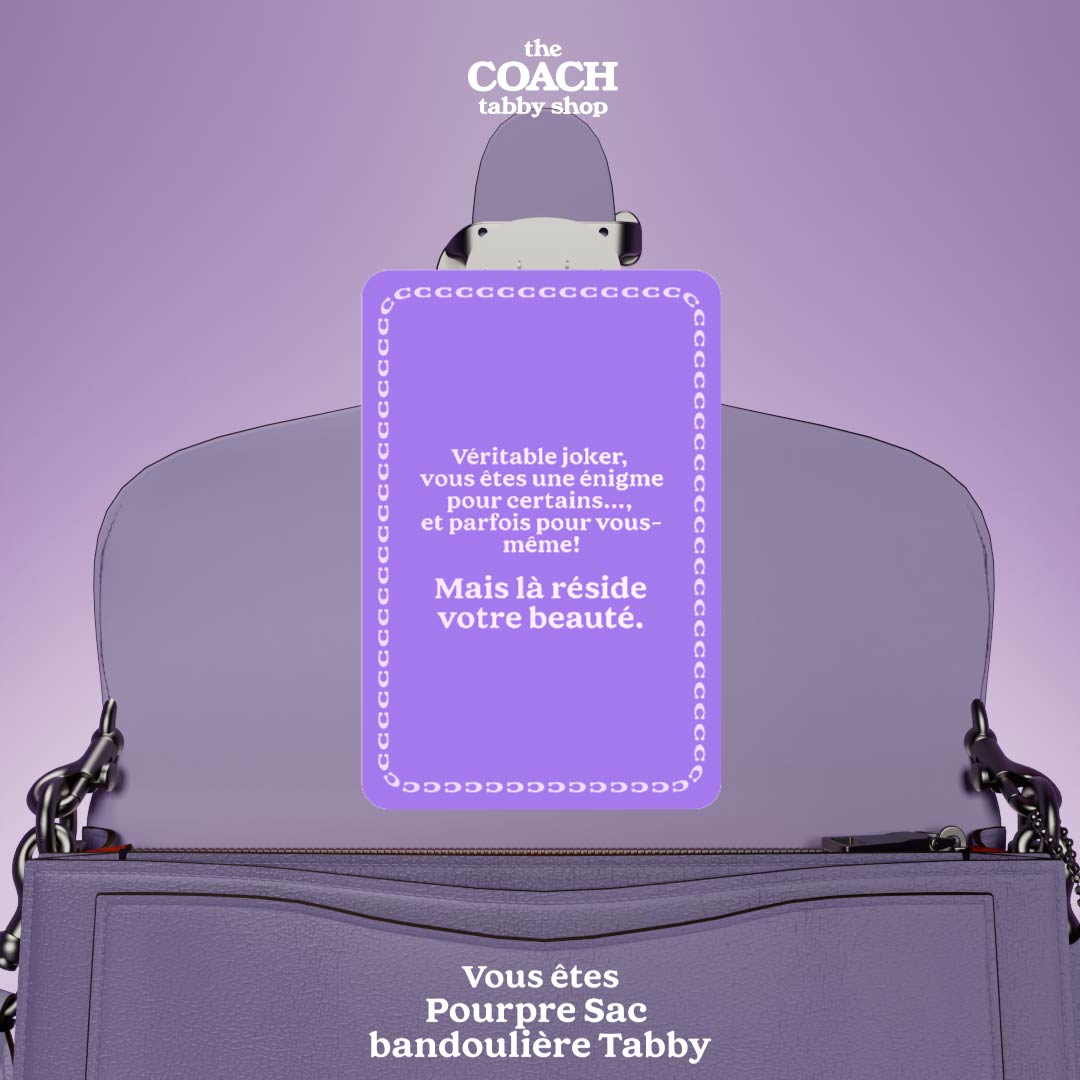 the
COACH
tabby shop
Véritable joker,
vous êtes une énigme
pour certains...,
et parfois pour vous-
même!
Mais là réside
votre beauté.
Vous êtes
Pourpre Sac
bandoulière Tabby